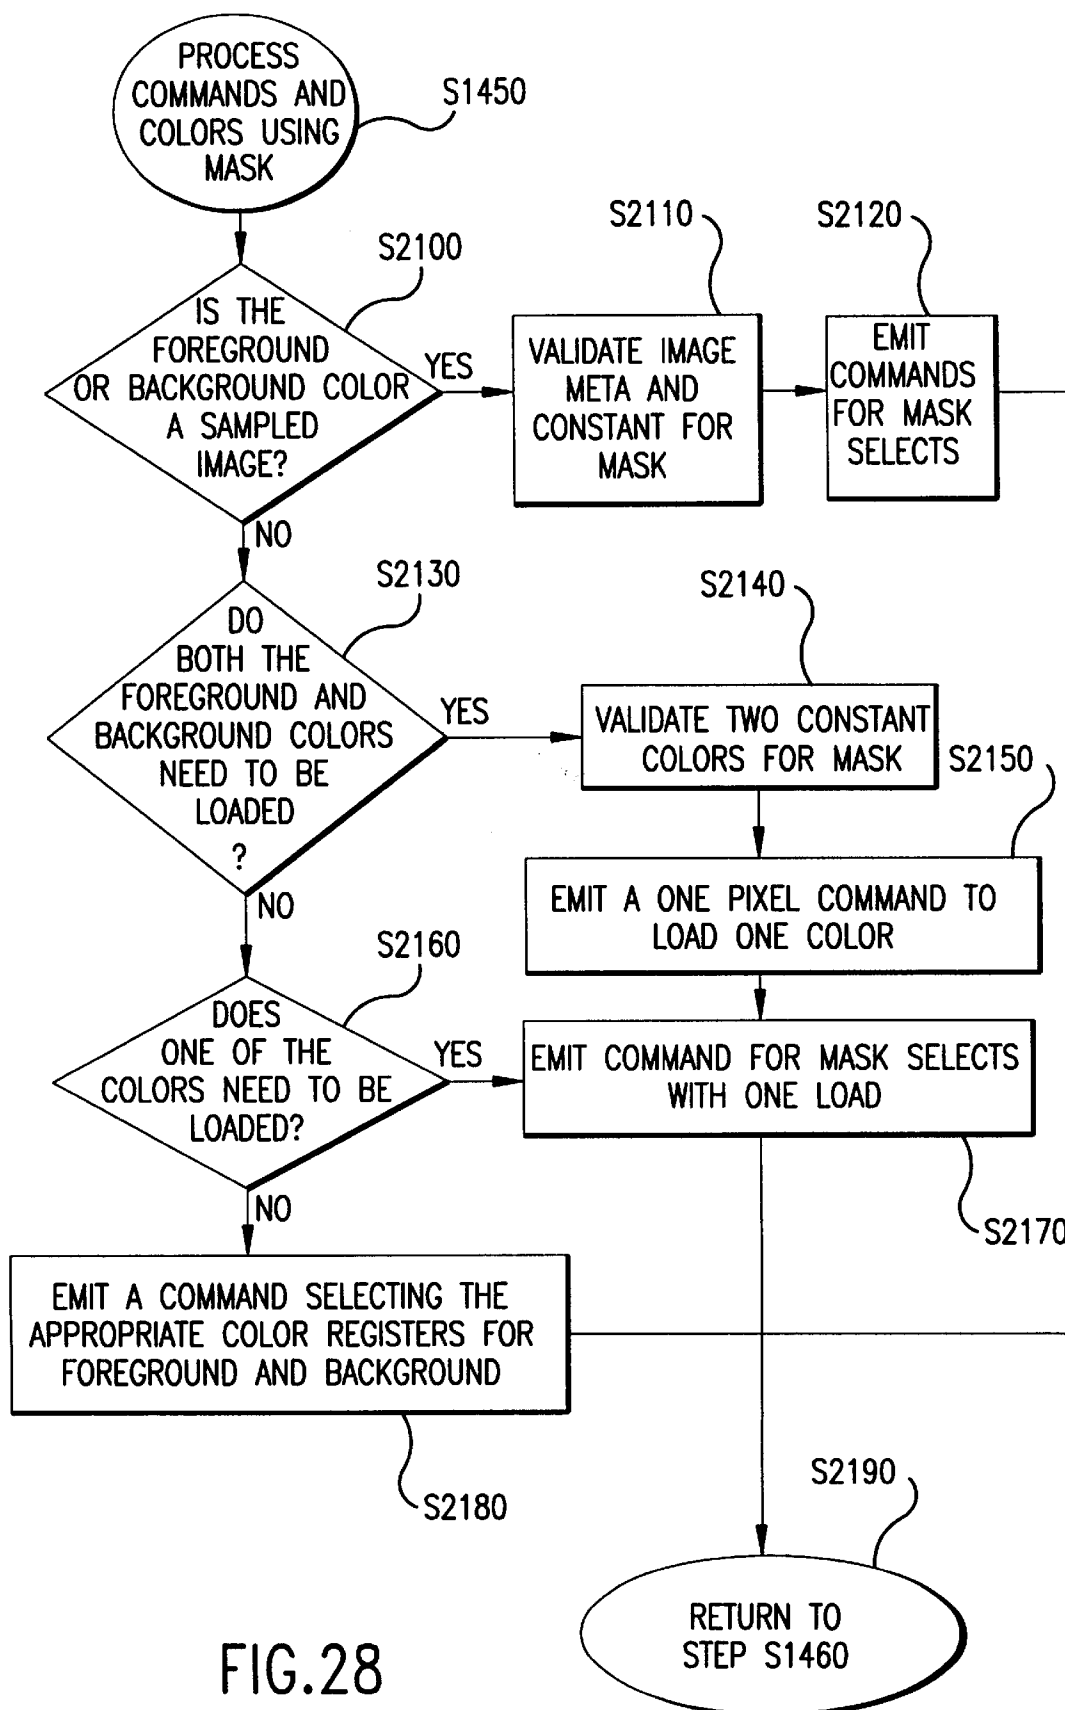 PROCESS
COMMANDS AND
COLORS USING
MASK
S1450
S2100
IS THE
FOREGROUND
OR BACKGROUND COLOR
A SAMPLED
IMAGE?
YES
NO
S2110
VALIDATE IMAGE
META AND
CONSTANT FOR
MASK
S2120
EMIT
COMMANDS
FOR MASK
SELECTS
S2130
DO
BOTH THE
FOREGROUND AND
BACKGROUND COLORS
NEED TO BE
LOADED
?
YES
NO
S2140
VALIDATE TWO CONSTANT
COLORS FOR MASK
S2150
EMIT A ONE PIXEL COMMAND TO
LOAD ONE COLOR
S2160
DOES
ONE OF THE
COLORS NEED TO BE
LOADED?
YES
NO
EMIT COMMAND FOR MASK SELECTS
WITH ONE LOAD
S2170
EMIT A COMMAND SELECTING THE
APPROPRIATE COLOR REGISTERS FOR
FOREGROUND AND BACKGROUND
S2180
S2190
RETURN TO
STEP S1460
FIG.28